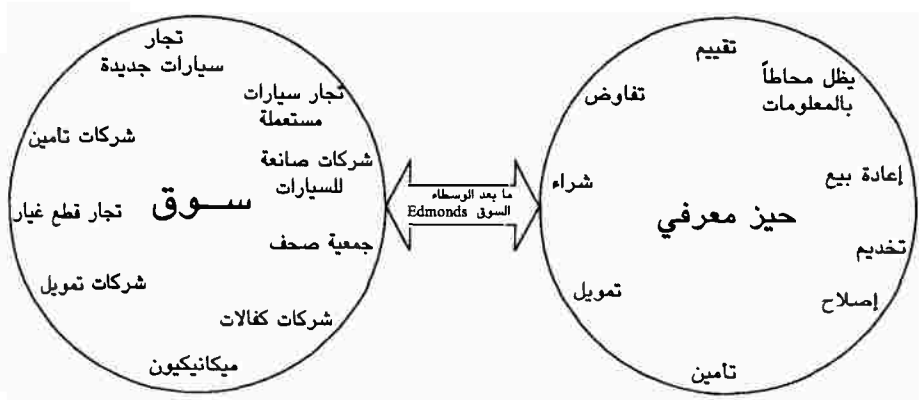 تقييم
يظل محاطاً
بالمعلومات
تفاوض
إعادة بيع
شراء
حيز معرفي
تخديم
إصلاح
تمويل
تأمين
ما بعد الوسطاء
السوق Edmonds
تجار
سيارات جديدة
تجار سيارات
مستعملة
شركات تامين
شركات صانعة
للسيارات
ســوق
تجار قطع غيار
جمعية صحف
شركات تمويل
شركات كفالات
ميكانيكيون